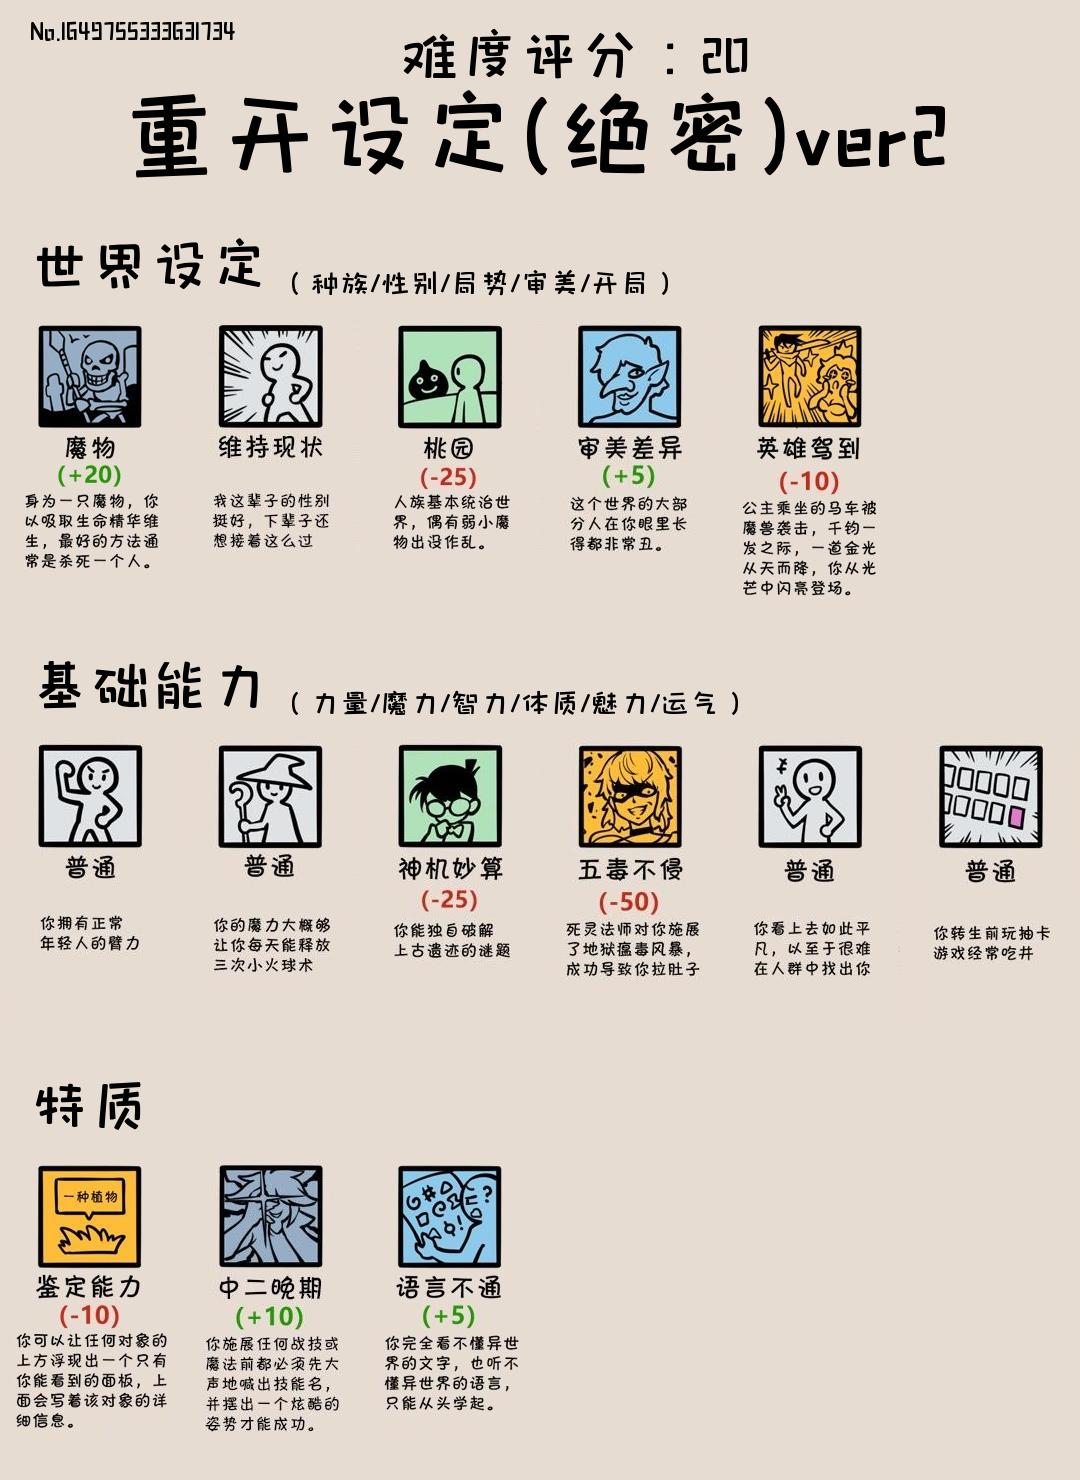 No.1649755333631734
难度评分：20
重开设定(绝密)ver2
世界设定 （种族/性别/局势/审美/开局）
魔物
(+20)
身为一只魔物，你
以吸取生命精华维
生，最好的方法通
常是杀死一个人。
维持现状
我这辈子的性别
挺好，下辈子还
想接着这么过
桃园
(-25)
人族基本统治世
界，偶有弱小魔
物出没作乱。
审美差异
(+5)
这个世界的大部
分人在你眼里长
得都非常丑。
英雄驾到
(-10)
公主乘坐的马车被
魔兽袭击，千钧一
发之际，一道金光
从天而降，你从光
芒中闪亮登场。
基础能力 （力量/魔力/智力/体质/魅力/运气）
普通
你拥有正常
年轻人的臂力
普通
你的魔力大概够
让你每天能释放
三次小火球术
神机妙算
(-25)
你能独自破解
上古遗迹的谜题
五毒不侵
(-50)
死灵法师对你施展
了地狱瘟毒风暴，
成功导致你拉肚子
普通
你看上去如此平
凡，以至于很难
在人群中找出你
普通
你转生前玩抽卡
游戏经常吃井
特质
一种植物
鉴定能力
(-10)
你可以让任何对象的
上方浮现出一个只有
你能看到的面板，上
面会写着该对象的详
细信息。
中二晚期
(+10)
你施展任何战技或
魔法前都必须先大
声地喊出技能名，
并摆出一个炫酷的
姿势才能成功。
语言不通
(+5)
你完全看不懂异世
界的文字，也听不
懂异世界的语言，
只能从头学起。